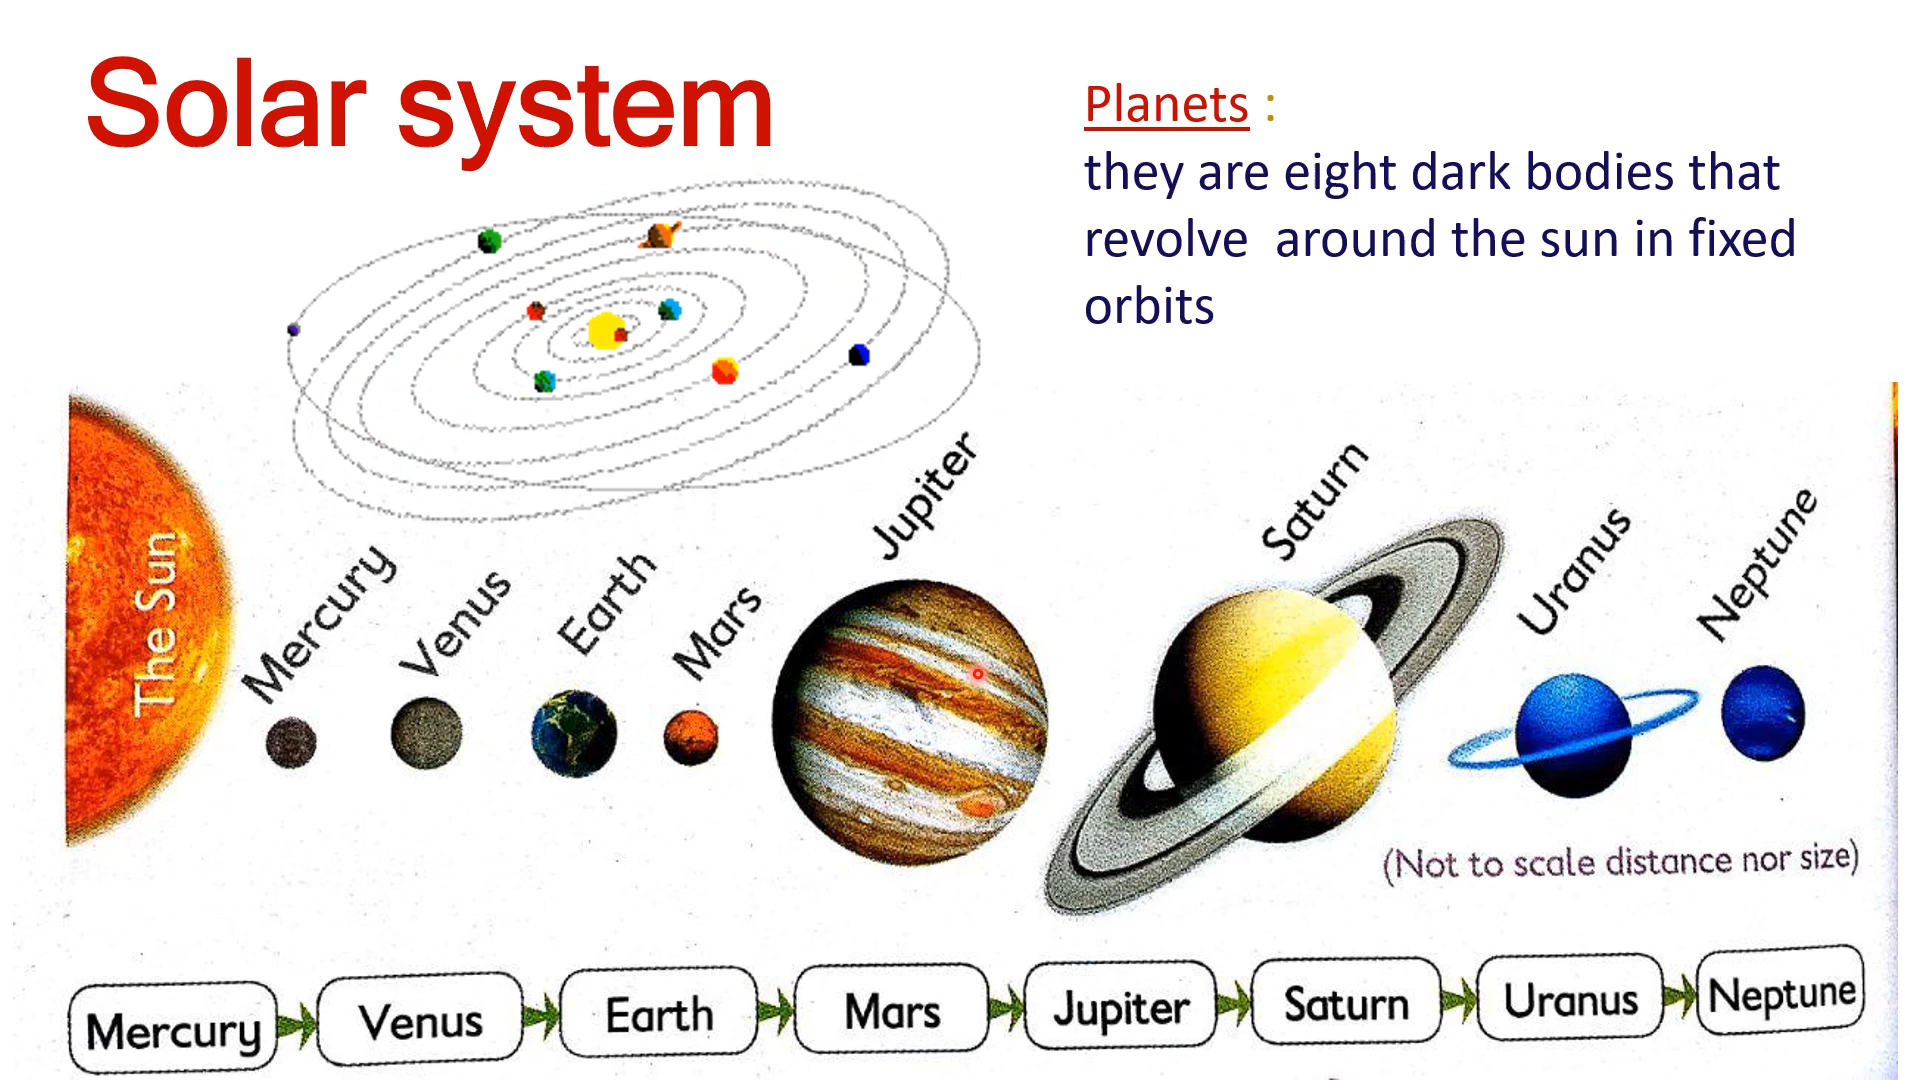 Solar system
Planets :
they are eight dark bodies that
revolve  around the sun in fixed
orbits
The Sun
Mercury
Venus
Earth
Mars
Jupiter
Saturn
Uranus
Neptune
(Not to scale distance nor size)
Mercury Venus Earth Mars Jupiter Saturn Uranus Neptune